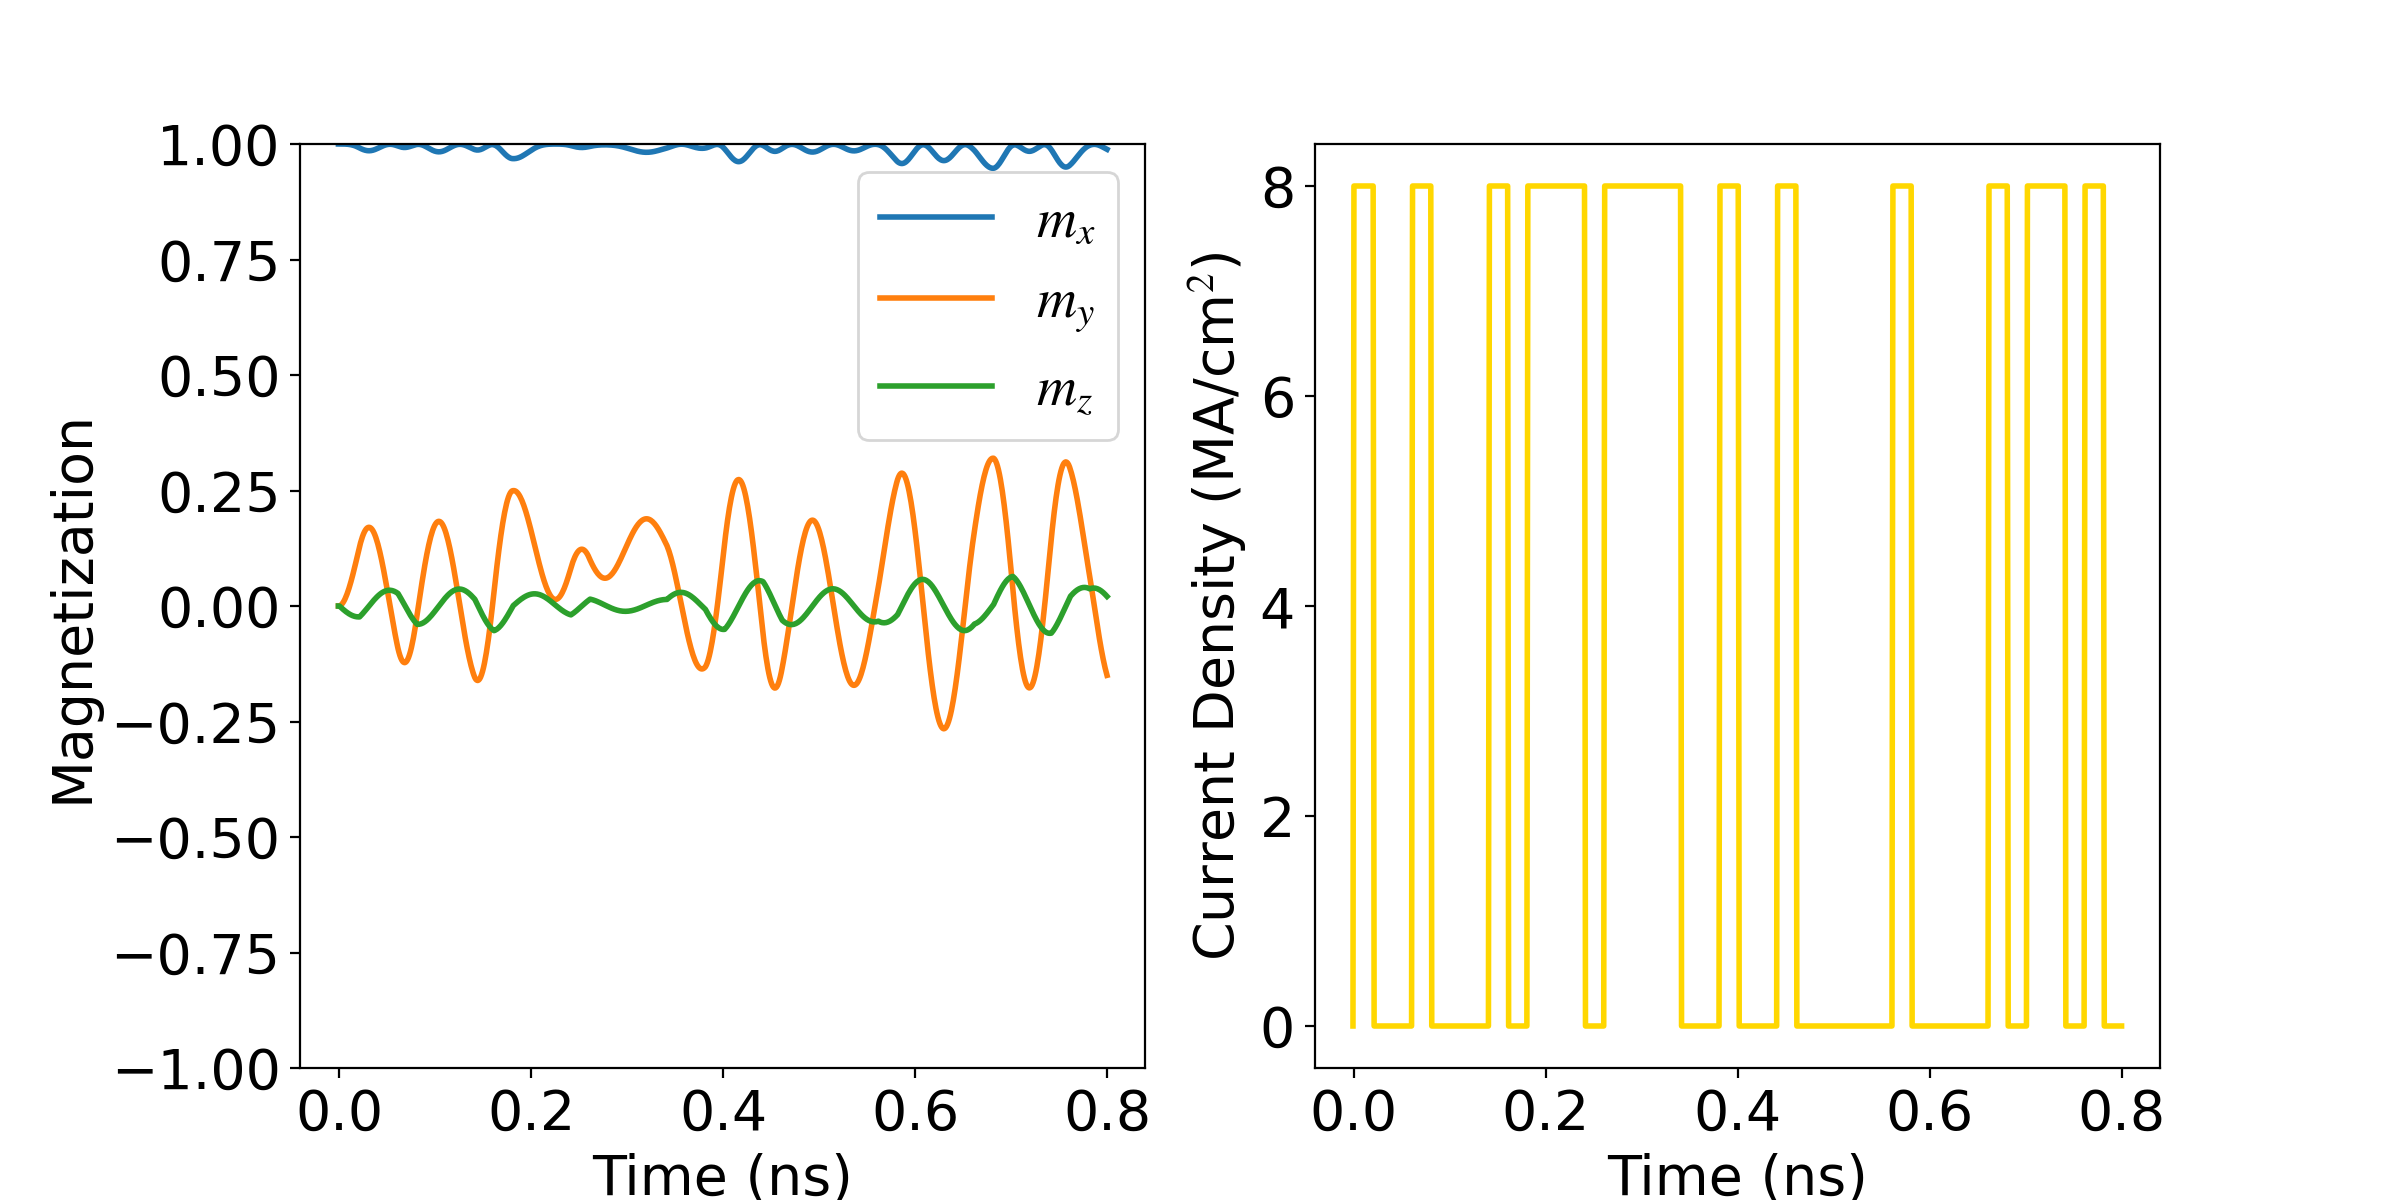 1.00
0.75
0.50
0.25
0.00
−0.25
−0.50
−0.75
−1.00
Magnetization
0.0 0.2 0.4 0.6 0.8
Time (ns)
m_x
m_y
m_z
8
6
4
2
0
Current Density (MA/cm²)
0.0 0.2 0.4 0.6 0.8
Time (ns)